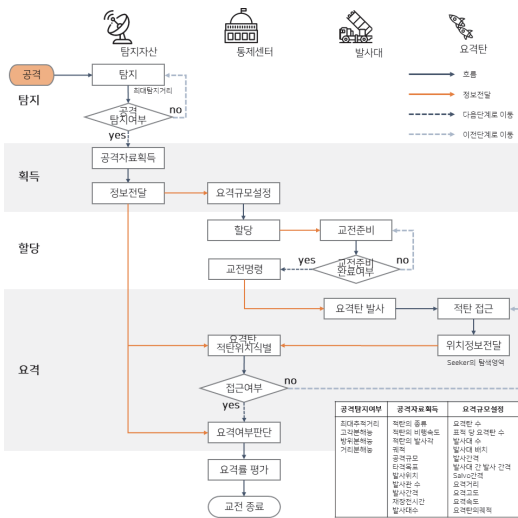 탐지자산
통제센터
발사대
요격탄
공격
탐지
흐름
최대탐지거리
정보전달
탐지
공격
탐지여부
no
다음단계로 이동
yes
이전단계로 이동
공격자료획득
획득
정보전달
요격규모설정
할당
교전준비
할당
yes
교전명령
교전준비
완료여부
no
요격탄 발사
적탄 접근
요격탄
적탄위치식별
위치정보전달
Seeker의 탐색영역
요격
접근여부
no
yes
요격여부판단
요격률 평가
교전 종료
공격탐지여부 공격자료획득 요격규모설정
최대추적거리 적탄의 종류 요격탄 수
고각분해능 적탄의 비행속도 표적 당 요격탄 수
방위분해능 적탄의 발사각 발사대 수
거리분해능 궤적 발사대 배치
공격규모 발사간격
타격목표 발사대 간 발사 간격
발사위치 Salvo간격
발사탄 수 요격거리
발사간격 요격고도
재장전시간 요격속도
발사대수 요격탄의궤적